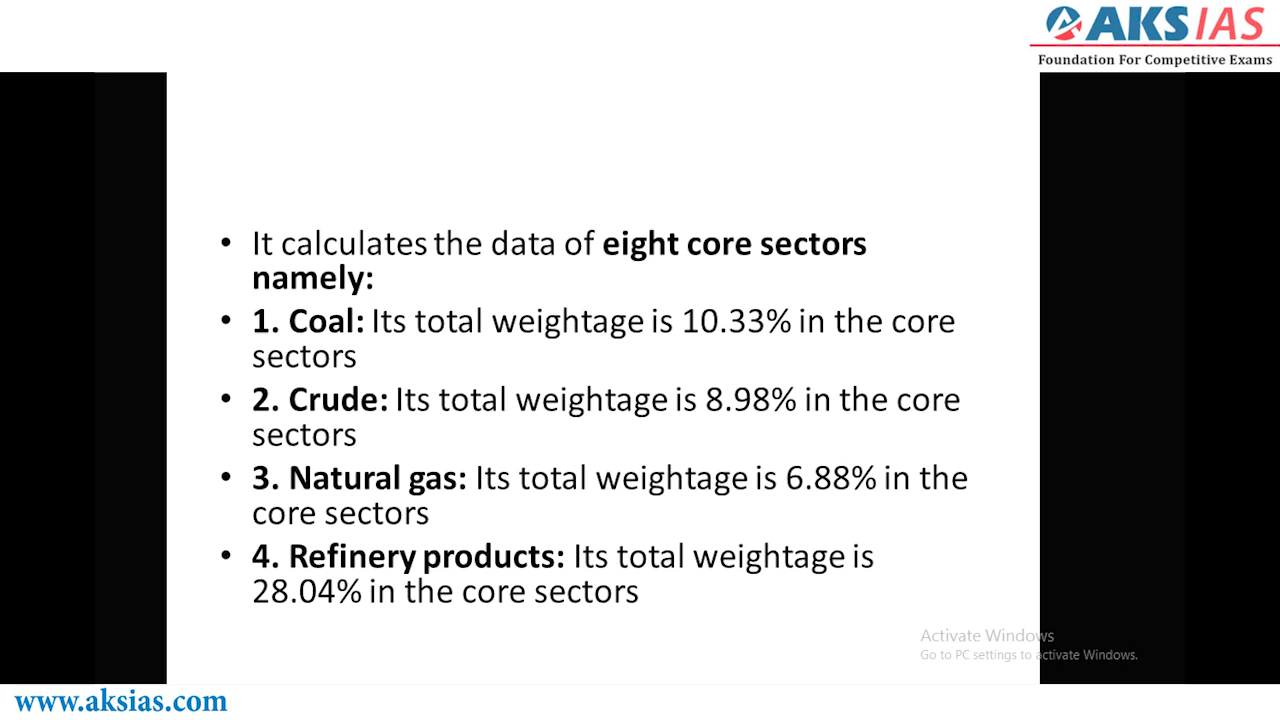 AKS IAS
Foundation For Competitive Exams
• It calculates the data of eight core sectors
namely:
• 1. Coal: Its total weightage is 10.33% in the core
sectors
• 2. Crude: Its total weightage is 8.98% in the core
sectors
• 3. Natural gas: Its total weightage is 6.88% in the
core sectors
• 4. Refinery products: Its total weightage is
28.04% in the core sectors
Activate Windows
Go to PC settings to activate Windows.
www.aksias.com